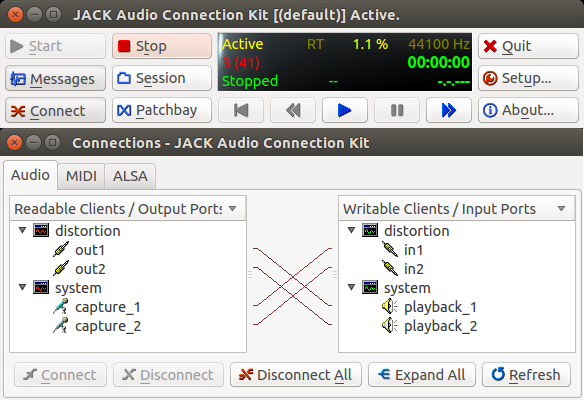 JACK Audio Connection Kit [(default)] Active.
Start Stop Active RT 1.1 % 44100 Hz Quit
3 (41) 00:00:00
Messages Session Stopped -- -.-.--- Setup...
Connect Patchbay About...
Connections - JACK Audio Connection Kit
Audio MIDI ALSA
Readable Clients / Output Ports Writable Clients / Input Ports
distortion distortion
out1 in1
out2 in2
system system
capture_1 playback_1
capture_2 playback_2
Connect Disconnect Disconnect All Expand All Refresh